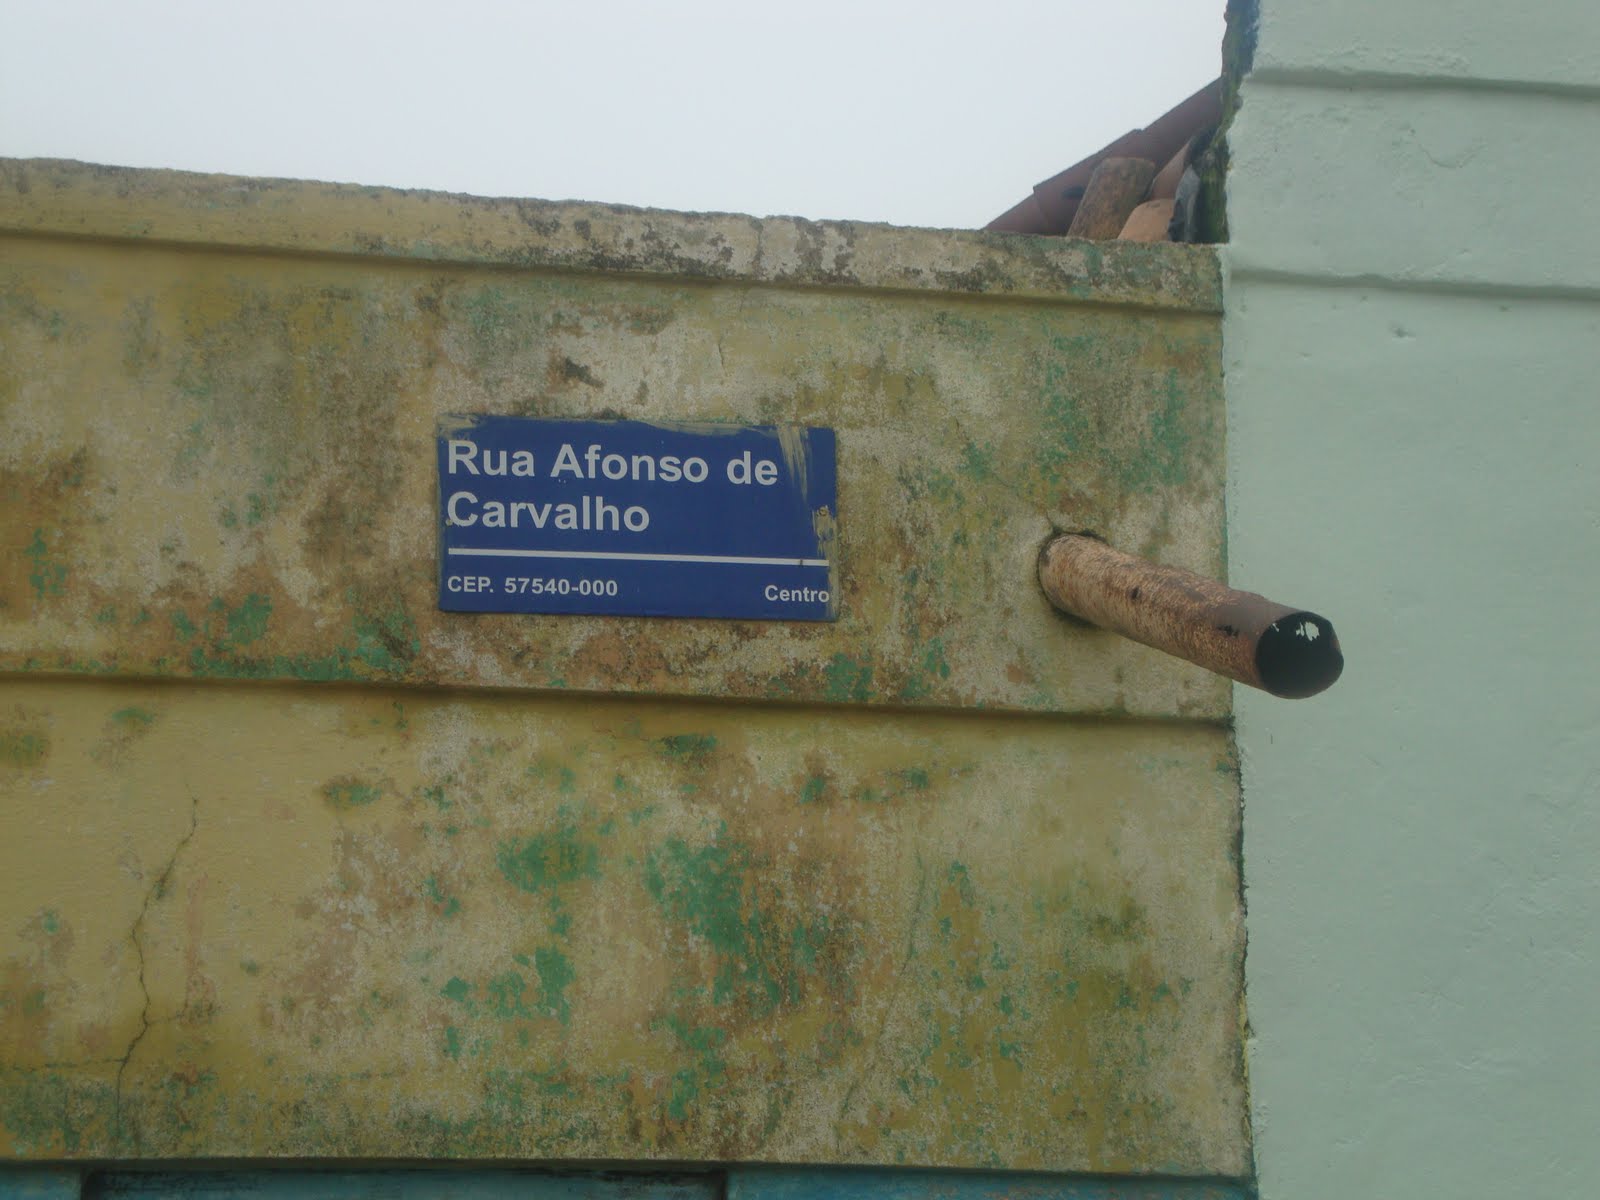 Rua Afonso de
Carvalho
CEP. 57540-000 Centro